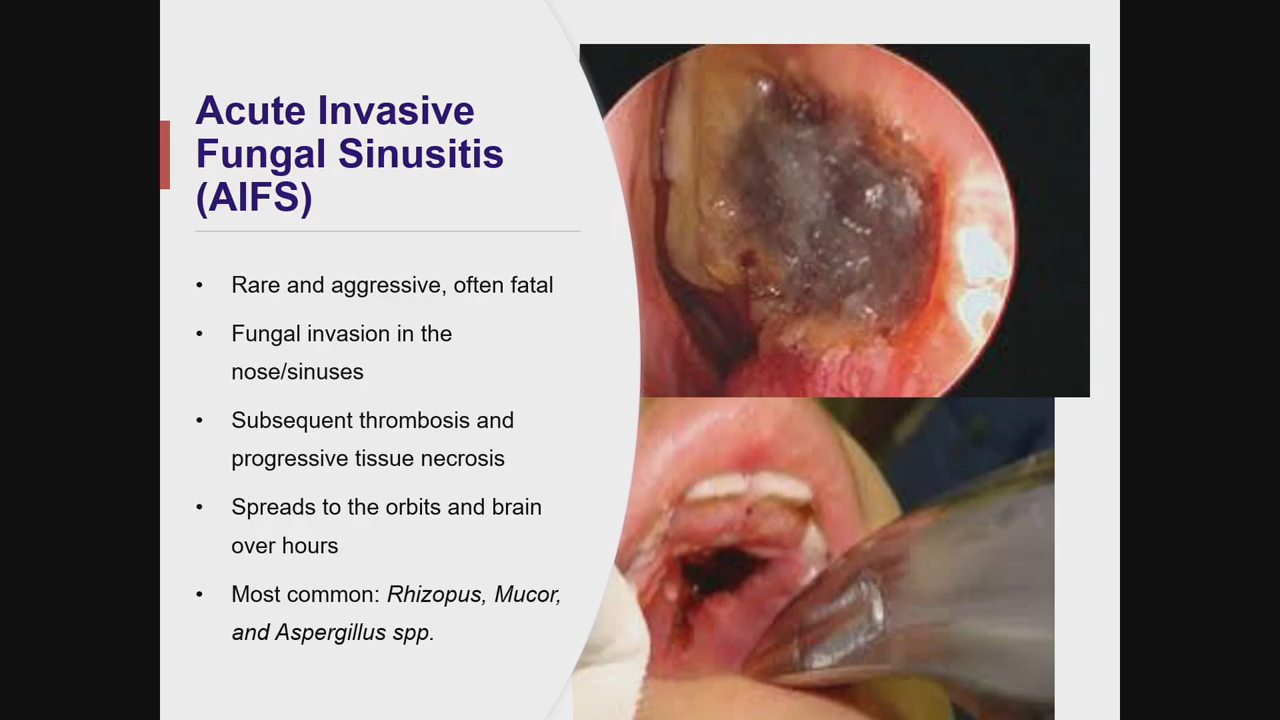 Acute Invasive
Fungal Sinusitis
(AIFS)
• Rare and aggressive, often fatal
• Fungal invasion in the
nose/sinuses
• Subsequent thrombosis and
progressive tissue necrosis
• Spreads to the orbits and brain
over hours
• Most common: Rhizopus, Mucor,
and Aspergillus spp.